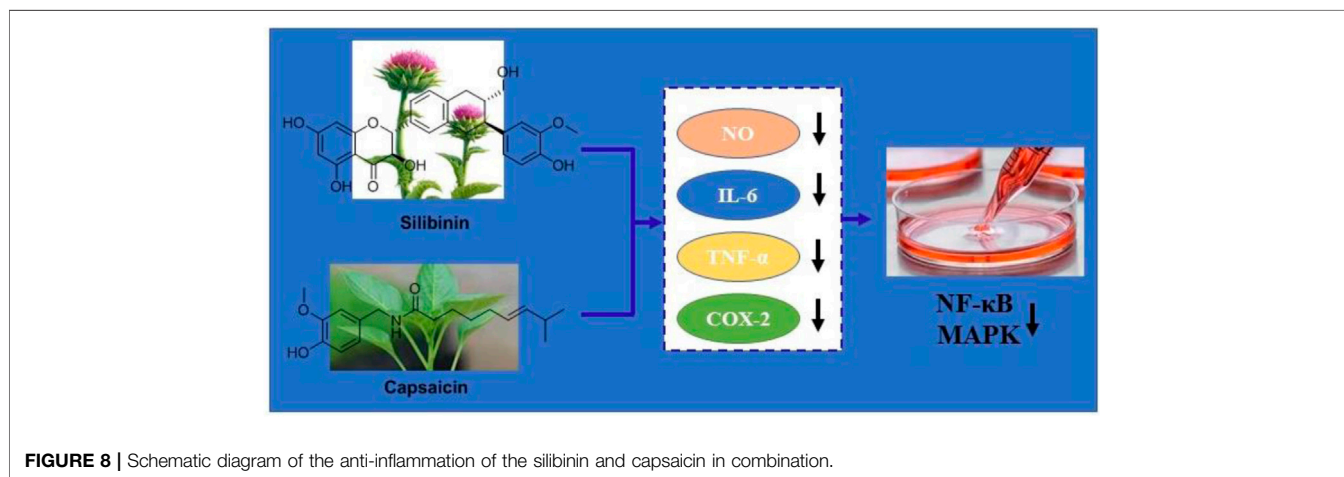 OH
HO
O
O
OH
OH
OH
O
Silibinin
O
O
N
H
HO
Capsaicin
NO
IL-6
TNF-α
COX-2
NF-κB
MAPK
FIGURE 8 | Schematic diagram of the anti-inflammation of the silibinin and capsaicin in combination.